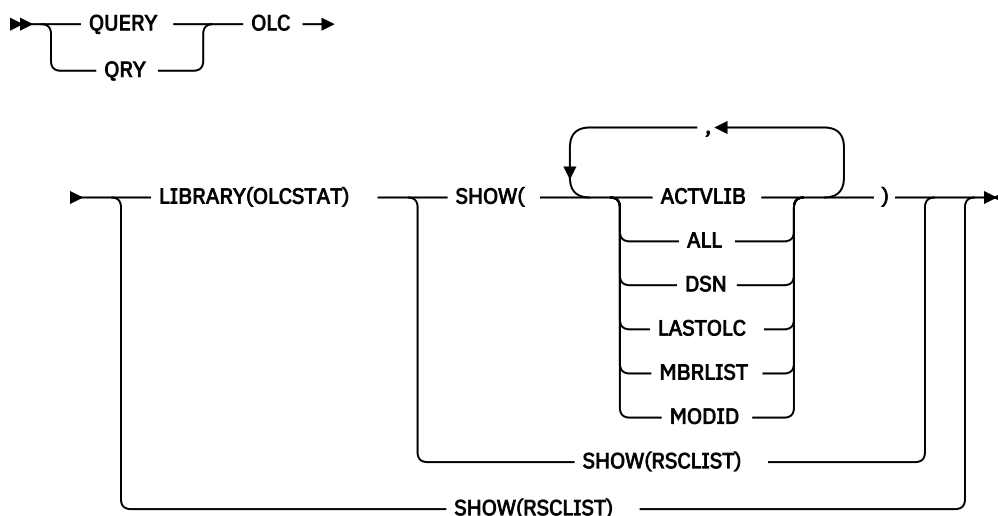 QUERY OLC
QRY
,
LIBRARY(OLCSTAT) SHOW( ACTVLIB )
ALL
DSN
LASTOLC
MBRLIST
MODID
SHOW(RSCLIST)
SHOW(RSCLIST)